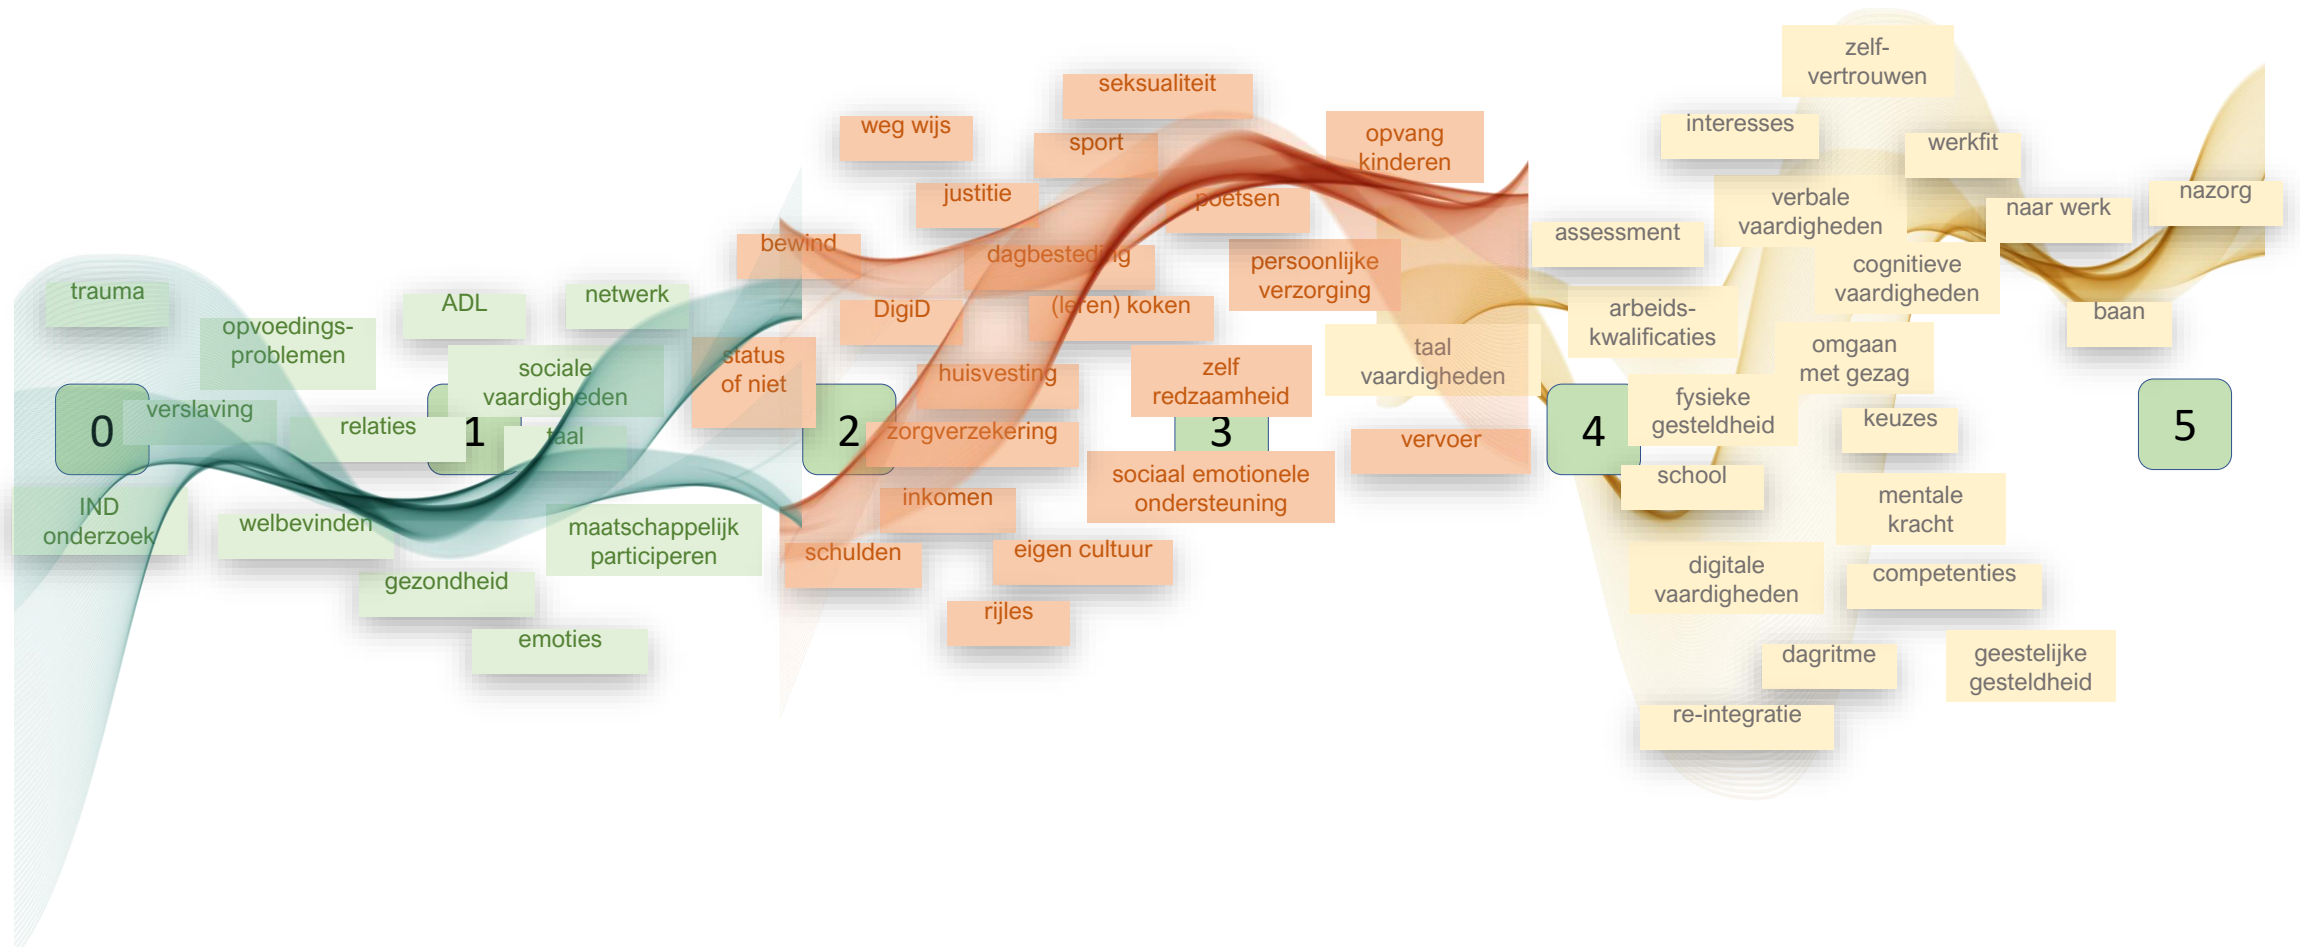 trauma
opvoedings-
problemen
ADL
netwerk
sociale
vaardigheden
0
verslaving
relaties
1
taal
IND
onderzoek
welbevinden
maatschappelijk
participeren
gezondheid
emoties
seksualiteit
weg wijs
sport
opvang
kinderen
justitie
poetsen
bewind
dagbesteding
persoonlijke
verzorging
DigiD
(leren) koken
status
of niet
huisvesting
zelf
redzaamheid
2
zorgverzekering
3
vervoer
sociaal emotionele
ondersteuning
inkomen
schulden
eigen cultuur
rijles
zelf-
vertrouwen
interesses
werkfit
verbale
vaardigheden
naar werk
nazorg
assessment
cognitieve
vaardigheden
arbeids-
kwalificaties
baan
taal
vaardigheden
omgaan
met gezag
4
fysieke
gesteldheid
keuzes
5
school
mentale
kracht
digitale
vaardigheden
competenties
dagritme
geestelijke
gesteldheid
re-integratie